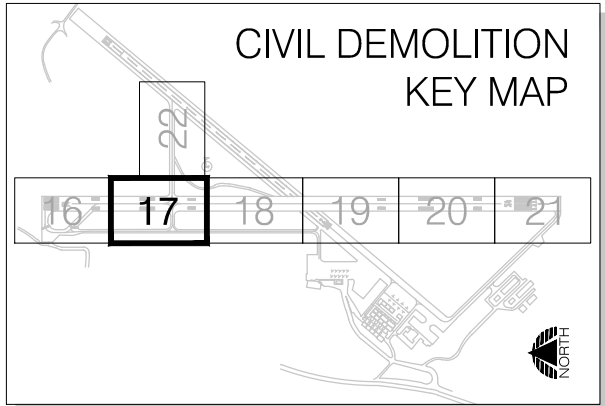 CIVIL DEMOLITION
KEY MAP
22
16 17 18 19 20 21
NORTH